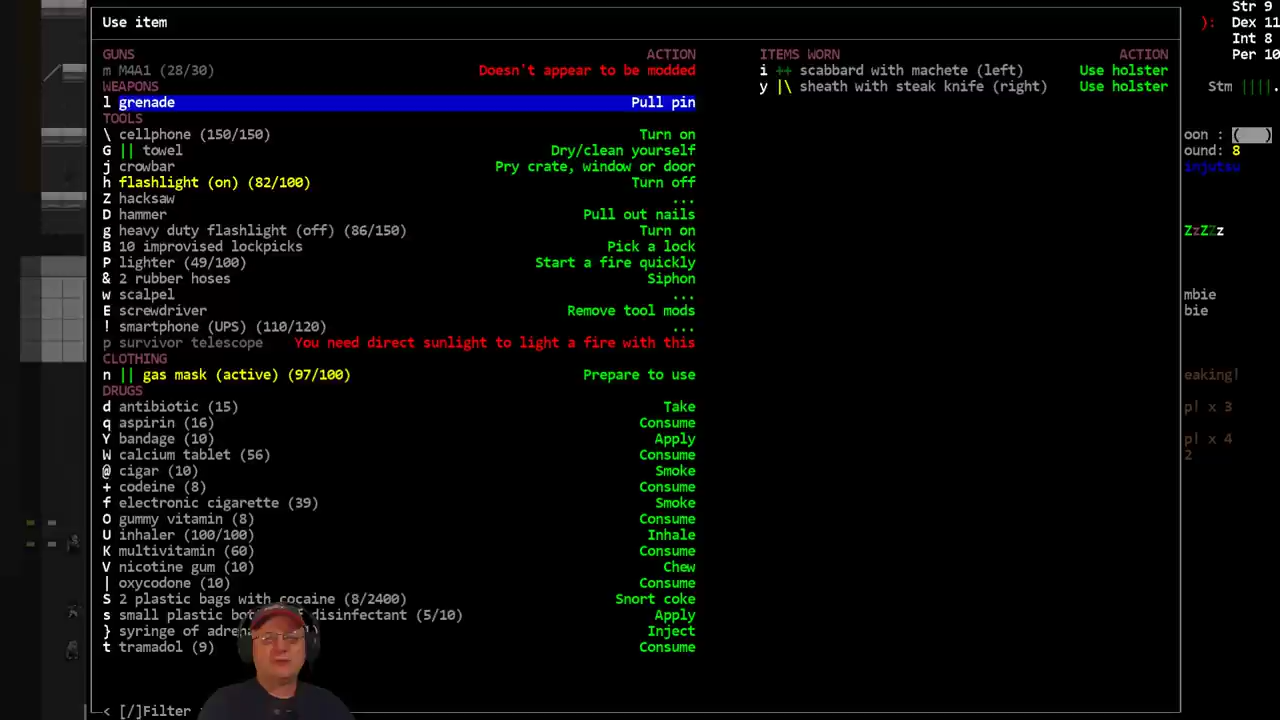 Use item
GUNS ACTION
m M4A1 (28/30) Doesn't appear to be modded
WEAPONS
l grenade Pull pin
TOOLS
\ cellphone (150/150) Turn on
G || towel Dry/clean yourself
j crowbar Pry crate, window or door
h flashlight (on) (82/100) Turn off
Z hacksaw ...
D hammer Pull out nails
g heavy duty flashlight (off) (86/150) Turn on
B 10 improvised lockpicks Pick a lock
P lighter (49/100) Start a fire quickly
& 2 rubber hoses Siphon
w scalpel ...
E screwdriver Remove tool mods
! smartphone (UPS) (110/120) ...
p survivor telescope You need direct sunlight to light a fire with this
CLOTHING
n || gas mask (active) (97/100) Prepare to use
DRUGS
d antibiotic (15) Take
q aspirin (16) Consume
Y bandage (10) Apply
W calcium tablet (56) Consume
@ cigar (10) Smoke
+ codeine (8) Consume
f electronic cigarette (39) Smoke
O gummy vitamin (8) Consume
U inhaler (100/100) Inhale
K multivitamin (60) Consume
V nicotine gum (10) Chew
| oxycodone (10) Consume
S 2 plastic bags with cocaine (8/2400) Snort coke
s small plastic disinfectant (5/10) Apply
} syringe of Inject
t tramadol (9) Consume
< [/]Filter
ITEMS WORN ACTION
i ++ scabbard with machete (left) Use holster
y |\ sheath with steak knife (right) Use holster
Str 9
): Dex 11
Int 8
Per 10
Stm ||||.
oon : ( )
ound: 8
injutsu
ZzZZz
mbie
bie
eaking!
p! x 3
p! x 4
2